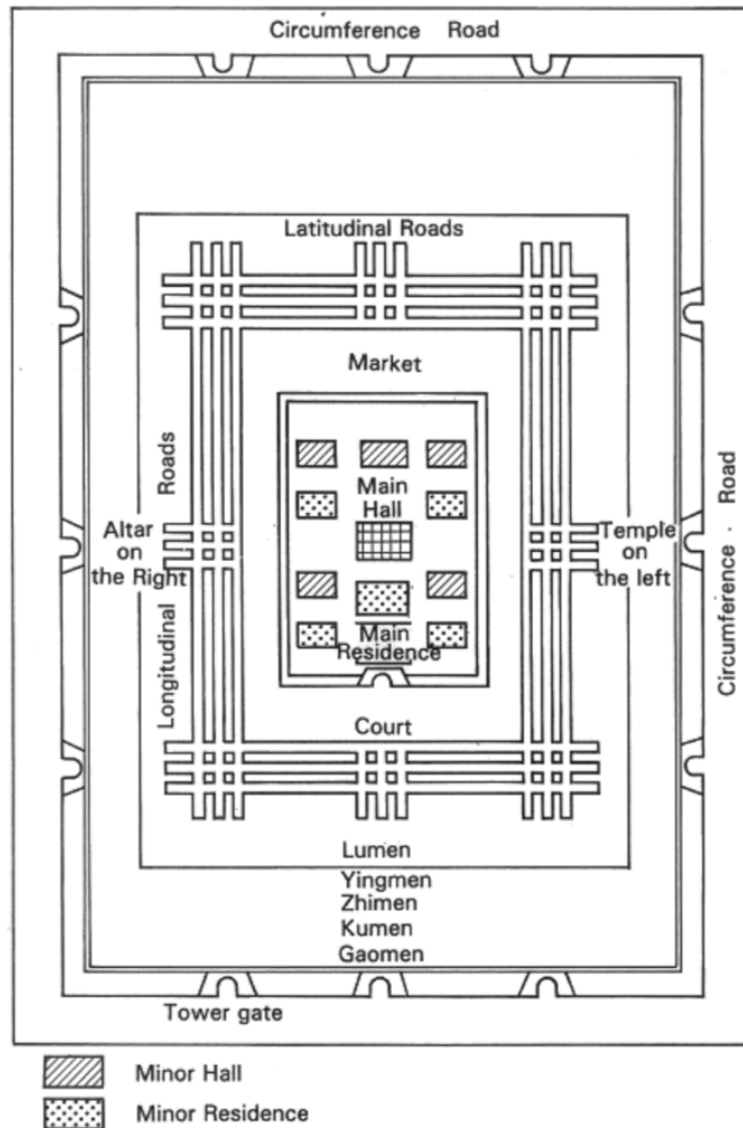 Circumference Road
Latitudinal Roads
Market
Roads
Longitudinal
Main
Hall
Altar
on
the Right
Temple
on
the left
Circumference Road
Main
Residence
Court
Lumen
Yingmen
Zhimen
Kumen
Gaomen
Tower gate
Minor Hall
Minor Residence